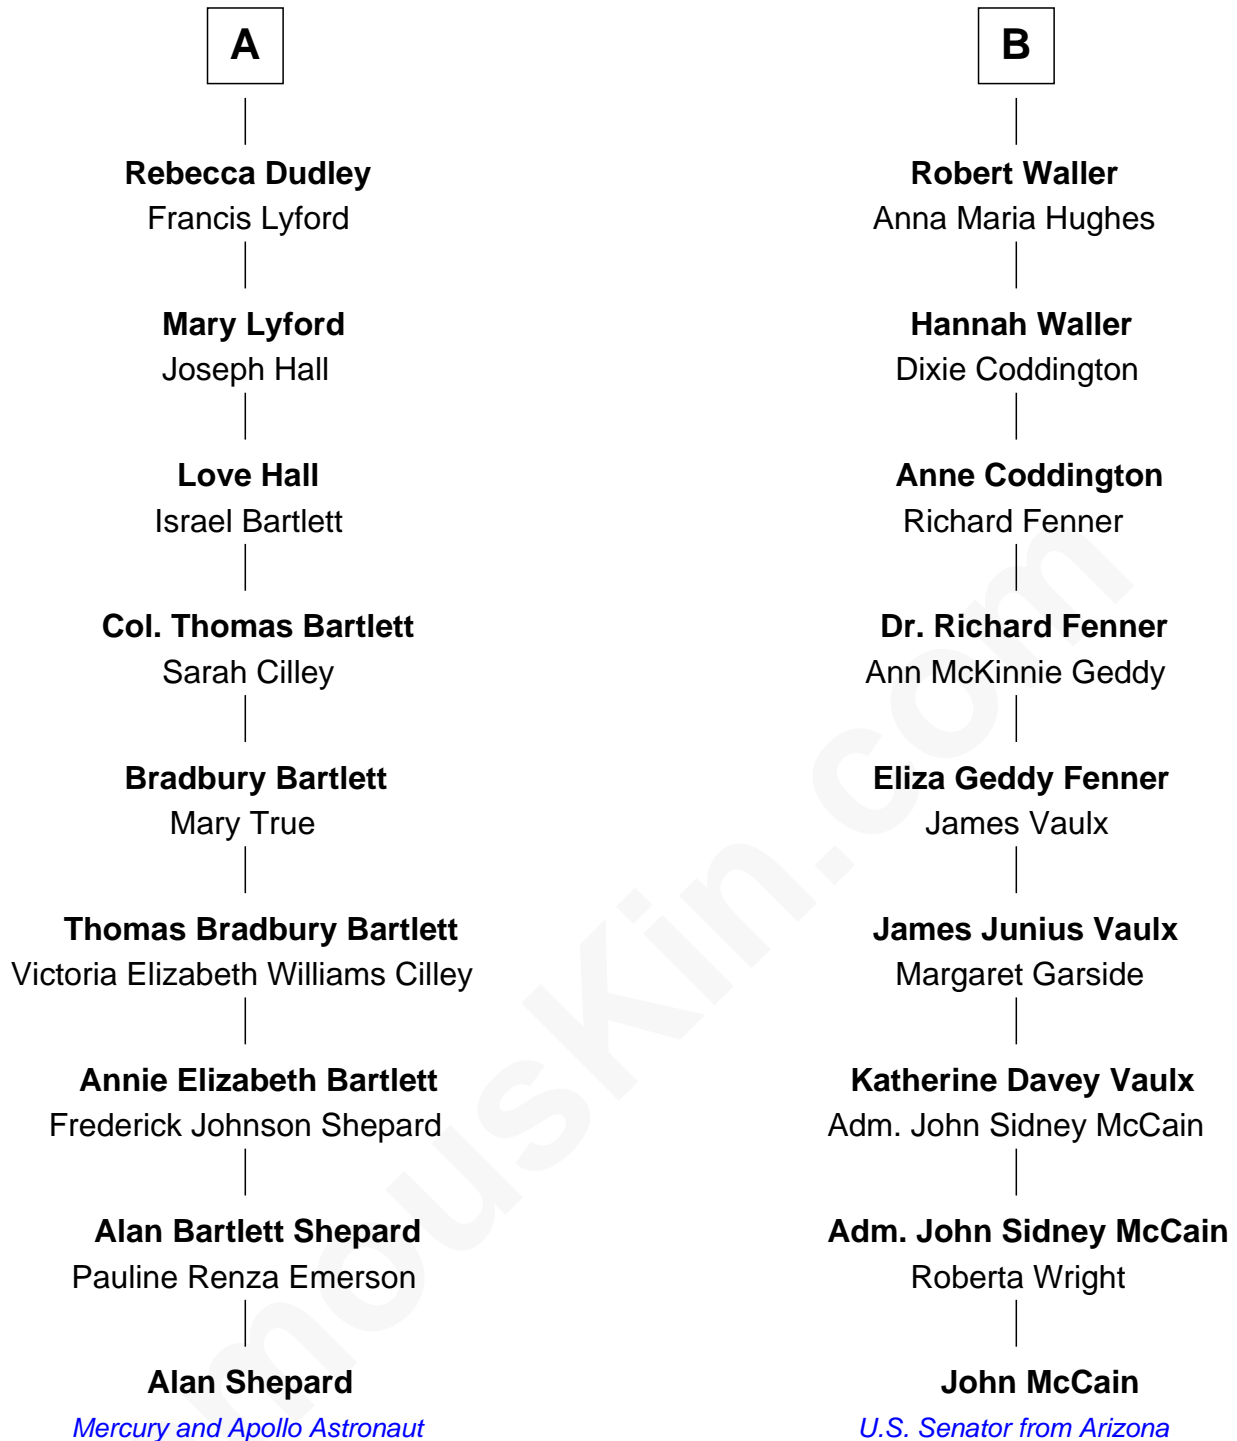 A
Rebecca Dudley
Francis Lyford
Mary Lyford
Joseph Hall
Love Hall
Israel Bartlett
Col. Thomas Bartlett
Sarah Cilley
Bradbury Bartlett
Mary True
Thomas Bradbury Bartlett
Victoria Elizabeth Williams Cilley
Annie Elizabeth Bartlett
Frederick Johnson Shepard
Alan Bartlett Shepard
Pauline Renza Emerson
Alan Shepard
Mercury and Apollo Astronaut
B
Robert Waller
Anna Maria Hughes
Hannah Waller
Dixie Coddington
Anne Coddington
Richard Fenner
Dr. Richard Fenner
Ann McKinnie Geddy
Eliza Geddy Fenner
James Vaulx
James Junius Vaulx
Margaret Garside
Katherine Davey Vaulx
Adm. John Sidney McCain
Adm. John Sidney McCain
Roberta Wright
John McCain
U.S. Senator from Arizona
mousKin.com